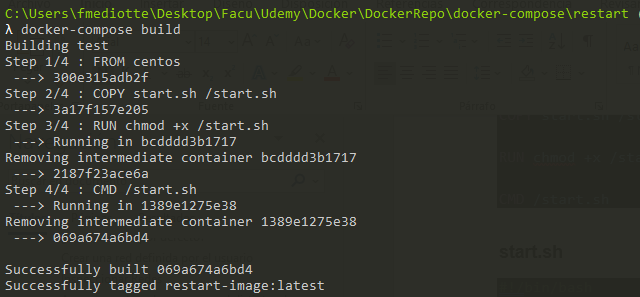 C:\Users\fmediotte\Desktop\Facu\Udemy\Docker\DockerRepo\docker-compose\restart
λ docker-compose build
Building test
Step 1/4 : FROM centos
 ---> 300e315adb2f
Step 2/4 : COPY start.sh /start.sh
 ---> 3a17f157e205
Step 3/4 : RUN chmod +x /start.sh
 ---> Running in bcdddd3b1717
Removing intermediate container bcdddd3b1717
 ---> 2187f23ace6a
Step 4/4 : CMD /start.sh
 ---> Running in 1389e1275e38
Removing intermediate container 1389e1275e38
 ---> 069a674a6bd4
start.sh
Successfully built 069a674a6bd4
Successfully tagged restart-image:latest